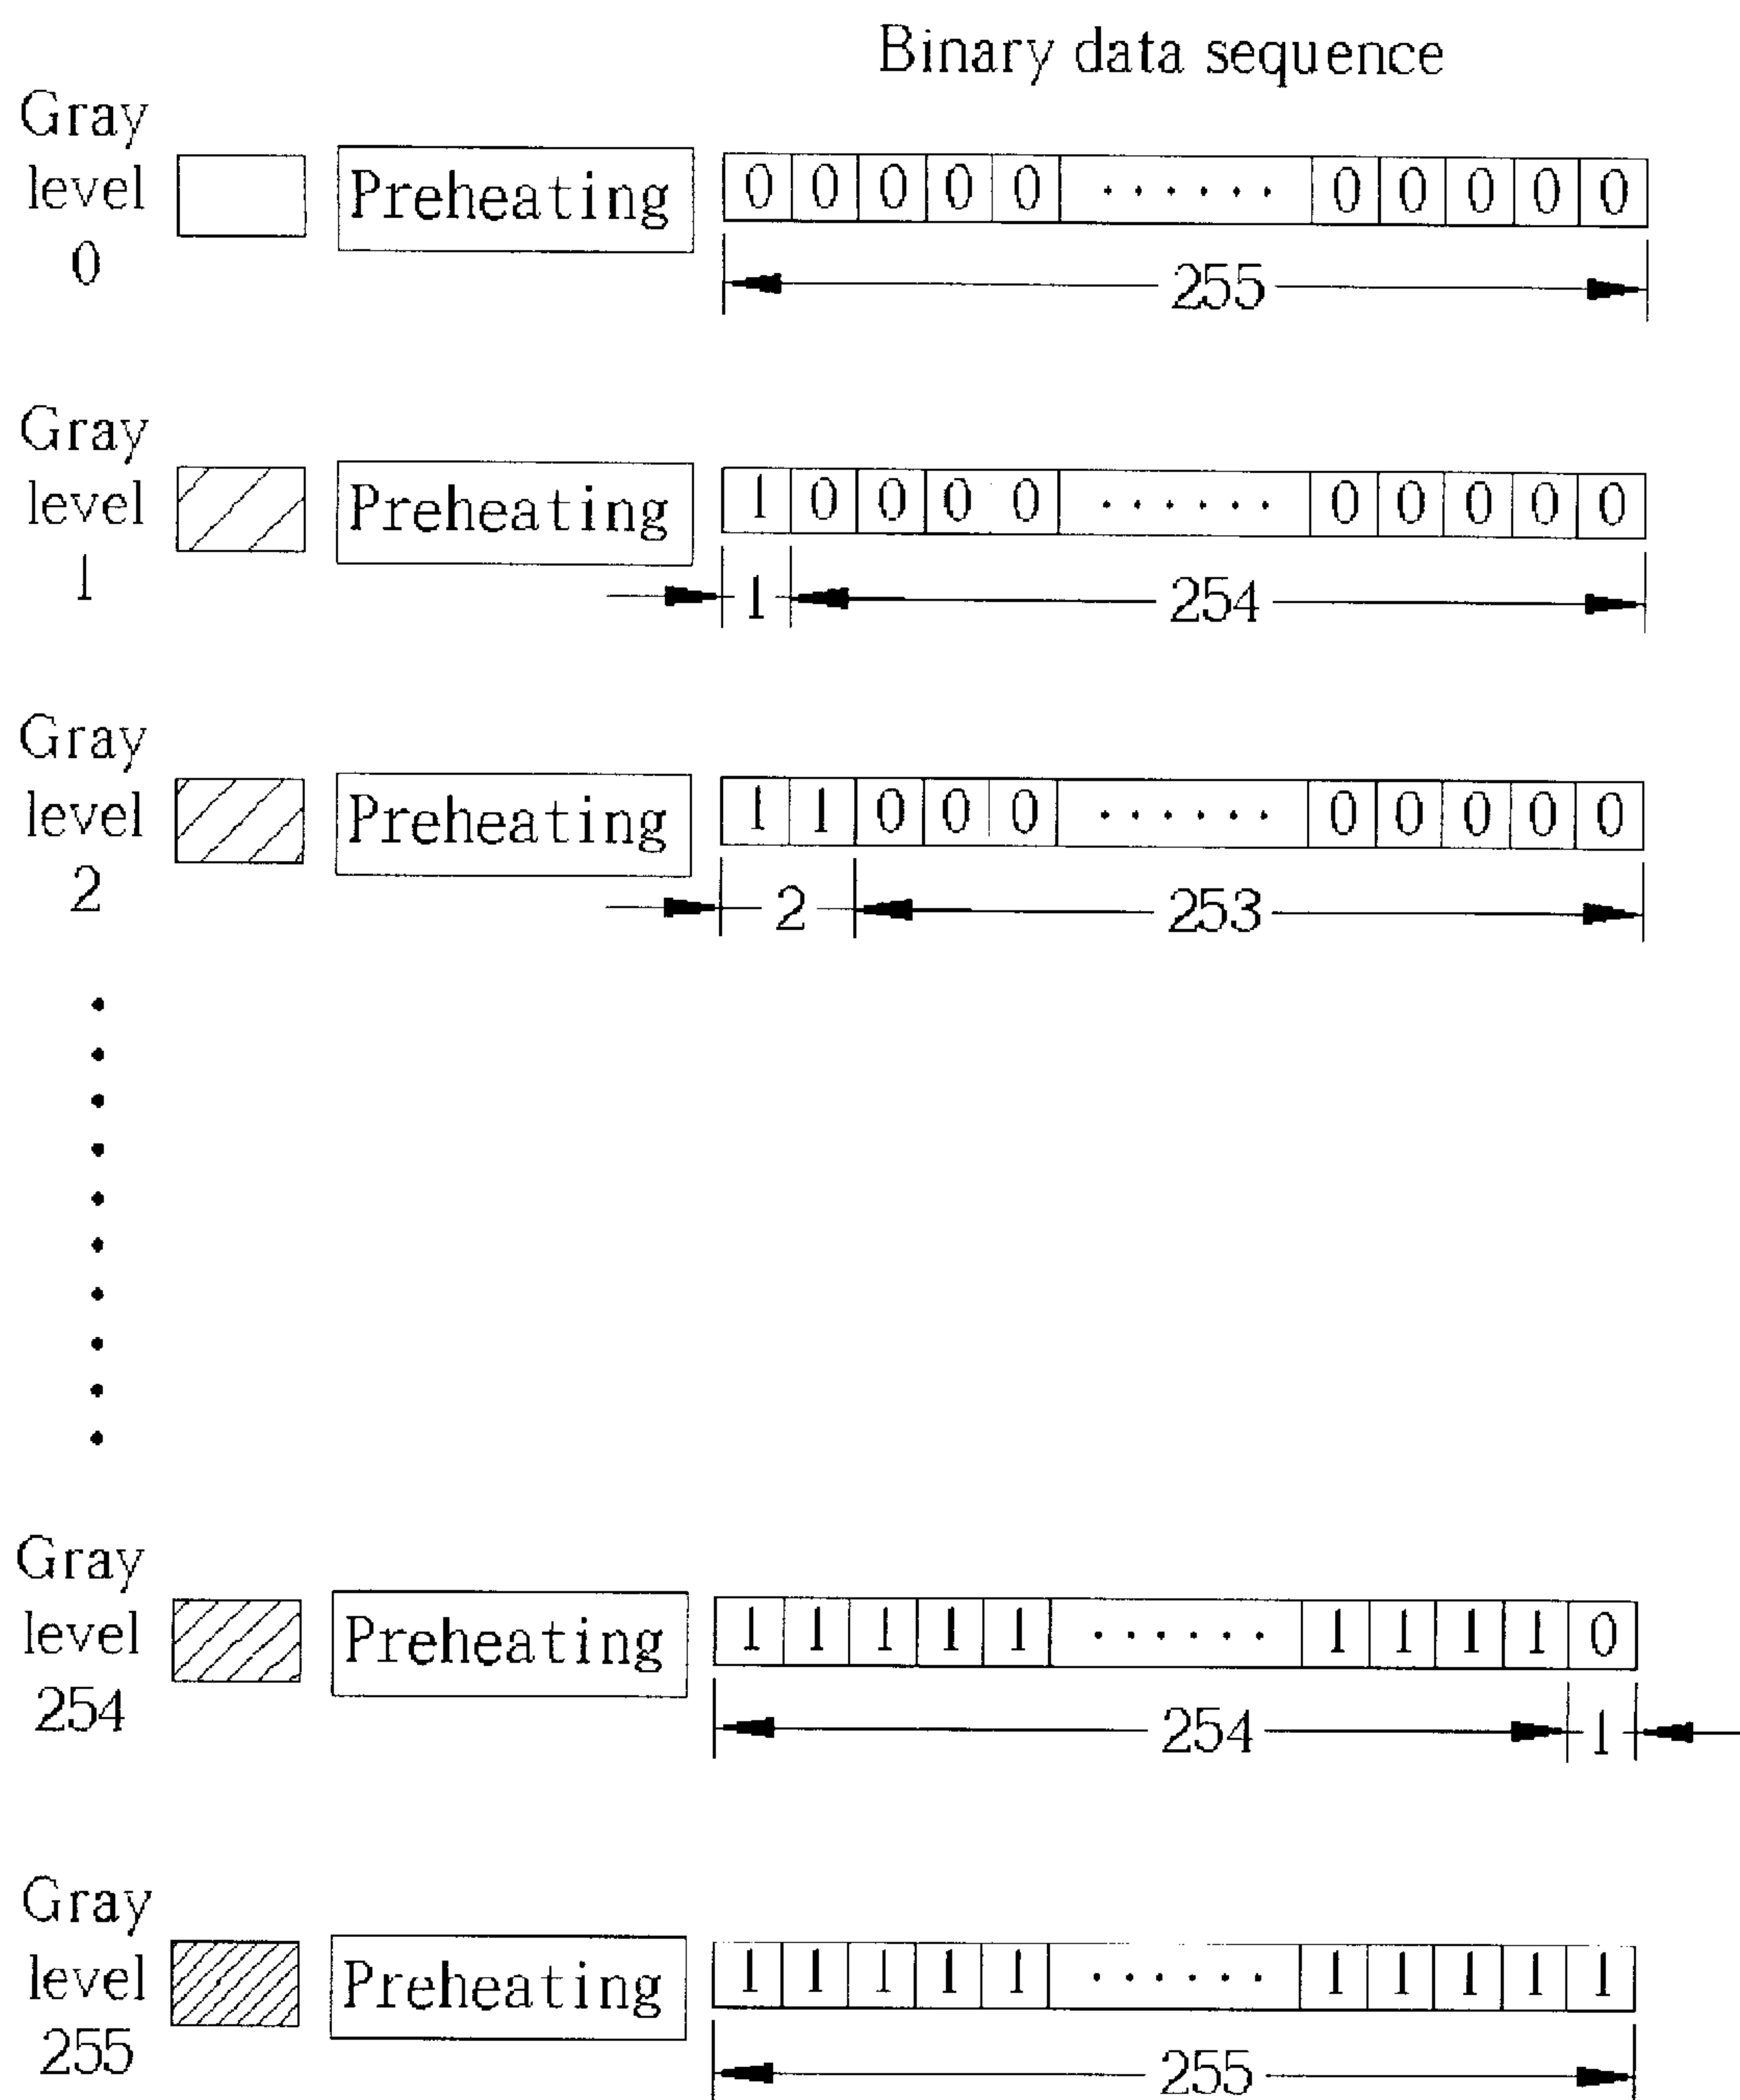 Binary data sequence
Gray
level
0
Preheating
0 0 0 0 0 ...... 0 0 0 0 0
255
Gray
level
1
Preheating
1 0 0 0 0 ...... 0 0 0 0 0
1 254
Gray
level
2
Preheating
1 1 0 0 0 ...... 0 0 0 0 0
2 253
Gray
level
254
Preheating
1 1 1 1 1 ...... 1 1 1 1 0
254 1
Gray
level
255
Preheating
1 1 1 1 1 ...... 1 1 1 1 1
255